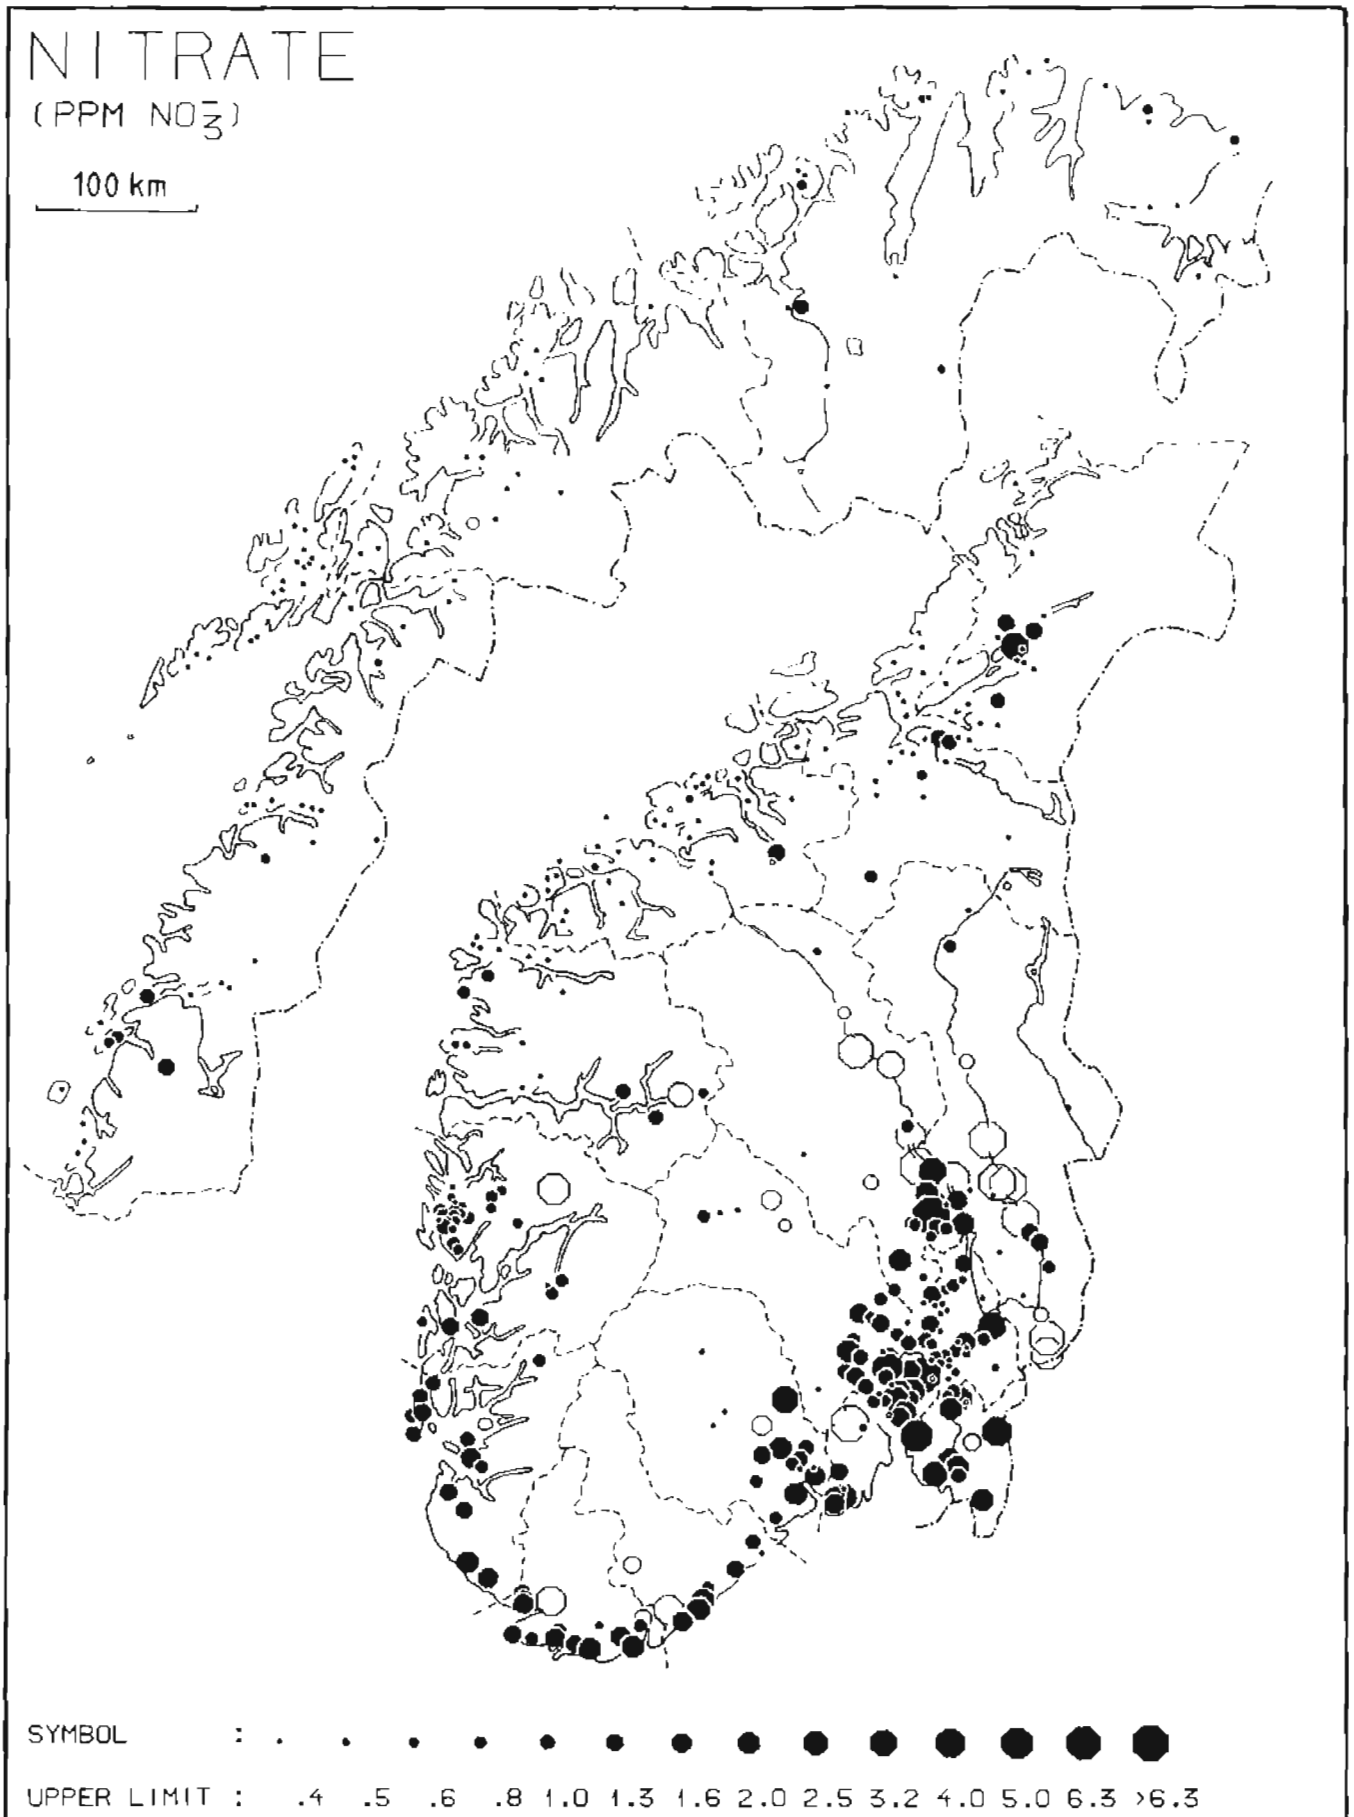 NITRATE
(PPM NO₃⁻)
100 km
SYMBOL :
UPPER LIMIT : .4 .5 .6 .8 1.0 1.3 1.6 2.0 2.5 3.2 4.0 5.0 6.3 >6.3